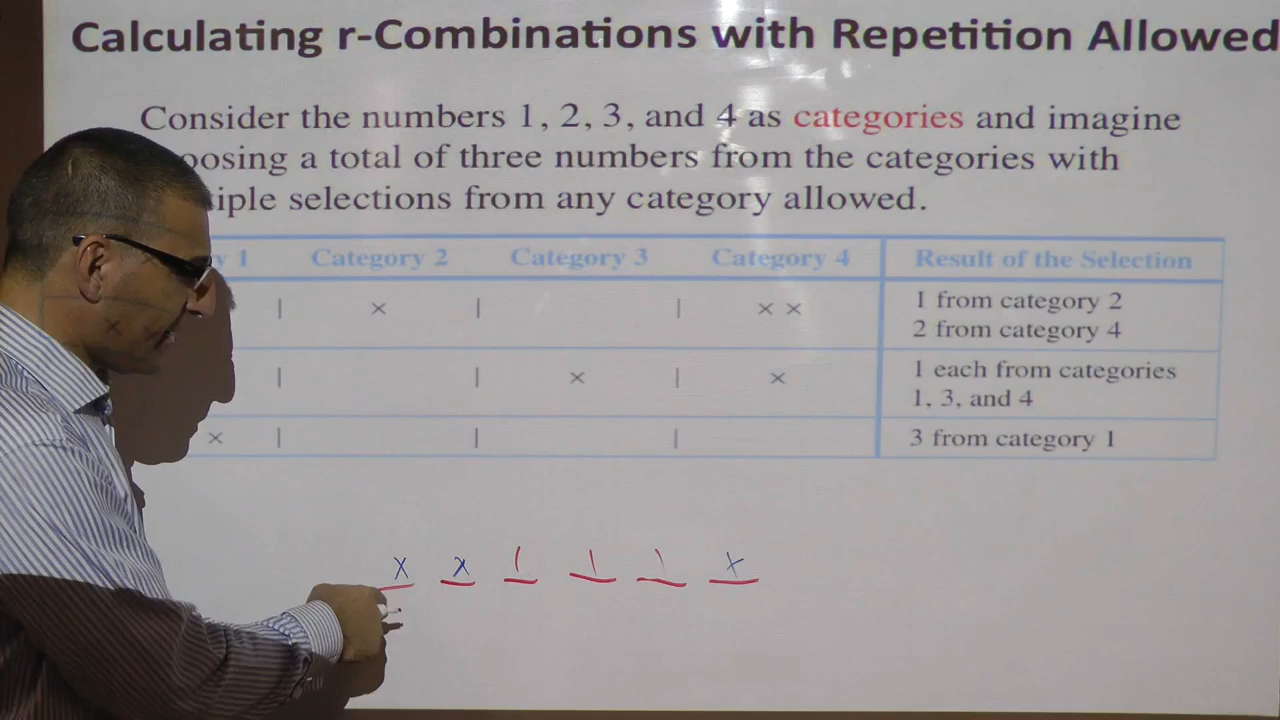 Calculating r-Combinations with Repetition Allowed
Consider the numbers 1, 2, 3, and 4 as categories and imagine
a total of three numbers from the categories with
selections from any category allowed.
1 Category 2 Category 3 Category 4 Result of the Selection
| × | | × × 1 from category 2
2 from category 4
| | × | × 1 each from categories
1, 3, and 4
× | | | 3 from category 1
x x | | | x